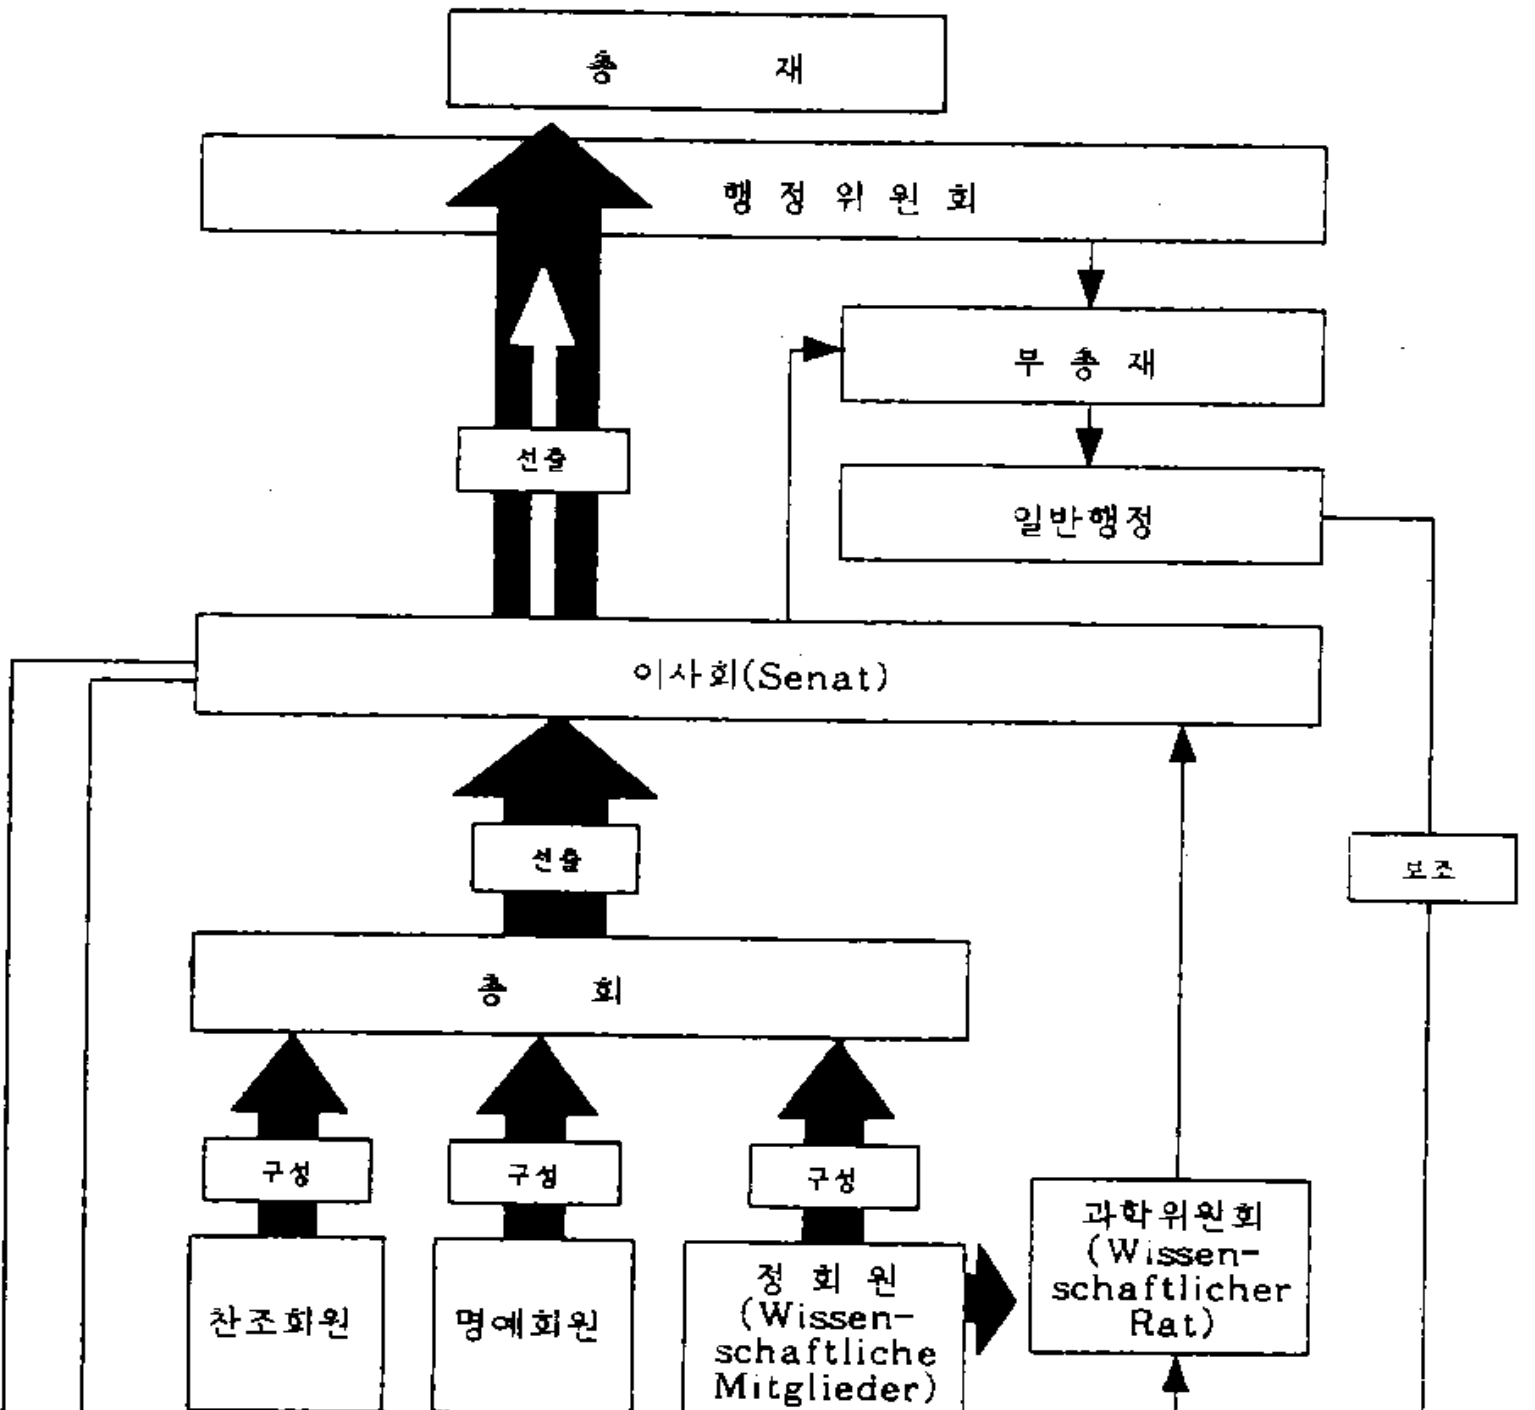 총 재
행정위원회
부총재
선출
일반행정
이사회(Senat)
선출
보조
총 회
구성
구성
구성
찬조회원
명예회원
정회원
(Wissen-
schaftliche
Mitglieder)
과학위원회
(Wissen-
schaftlicher
Rat)